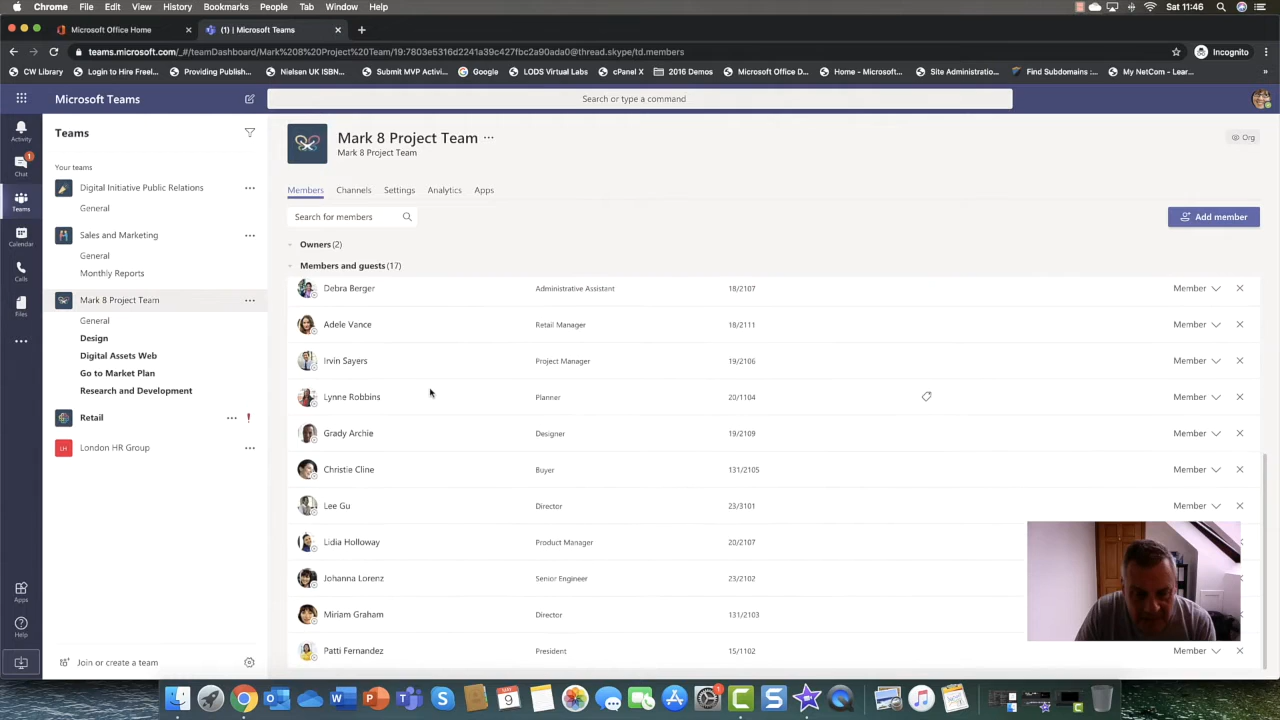 Chrome File Edit View History Bookmarks People Tab Window Help Sat 11:46
Microsoft Office Home
(1) | Microsoft Teams
teams.microsoft.com/_#/teamDashboard/Mark%208%20Project%20Team/19:7803e5316d2241a39c427fbc2a90ada0@thread.skype/td.members
Incognito
CW Library Login to Hire Freel... Providing Publish... Nielsen UK ISBN... Submit MVP Activi... Google LODS Virtual Labs cPanel X 2016 Demos Microsoft Office D... Home - Microsoft... Site Administratio... Find Subdomains :... My NetCom - Lear... »
Microsoft Teams
Search or type a command
Activity
Chat
1
Teams
Calendar
Calls
Files
Apps
Help
Teams
Your teams
Digital Initiative Public Relations
General
Sales and Marketing
General
Monthly Reports
Mark 8 Project Team
General
Design
Digital Assets Web
Go to Market Plan
Research and Development
Retail
LH London HR Group
Join or create a team
Mark 8 Project Team
Mark 8 Project Team
Org
Members Channels Settings Analytics Apps
Search for members
Add member
Owners (2)
Members and guests (17)
Debra Berger Administrative Assistant 18/2107 Member
Adele Vance Retail Manager 18/2111 Member
Irvin Sayers Project Manager 19/2106 Member
Lynne Robbins Planner 20/1104 Member
Grady Archie Designer 19/2109 Member
Christie Cline Buyer 131/2105 Member
Lee Gu Director 23/3101 Member
Lidia Holloway Product Manager 20/2107
Johanna Lorenz Senior Engineer 23/2102
Miriam Graham Director 131/2103
Patti Fernandez President 15/1102 Member